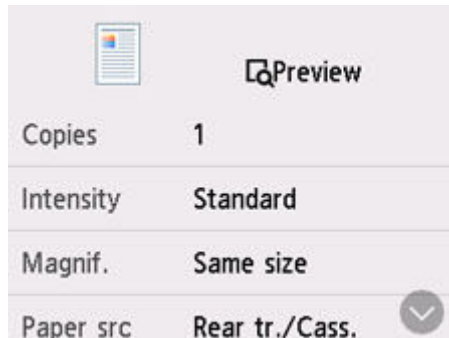 Preview
Copies 1
Intensity Standard
Magnif. Same size
Paper src Rear tr./Cass.